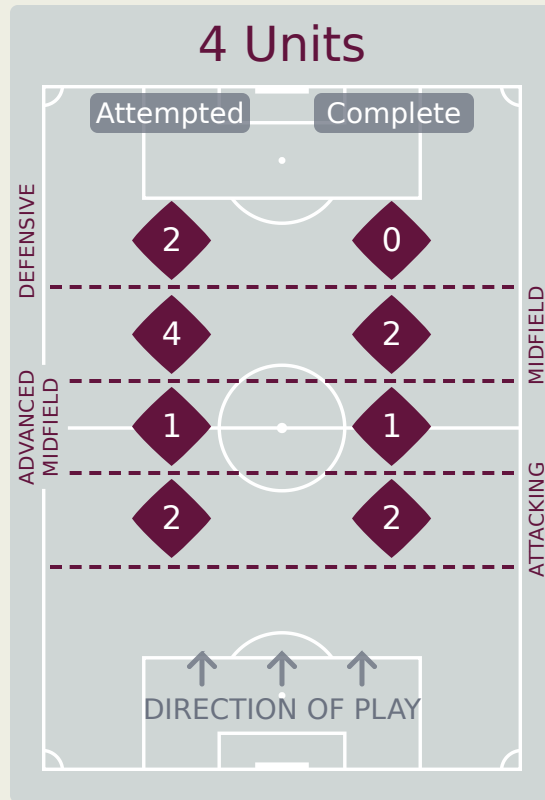 4 Units
Attempted Complete
DEFENSIVE
2 0
MIDFIELD
4 2
ADVANCED
MIDFIELD
1 1
ATTACKING
2 2
DIRECTION OF PLAY